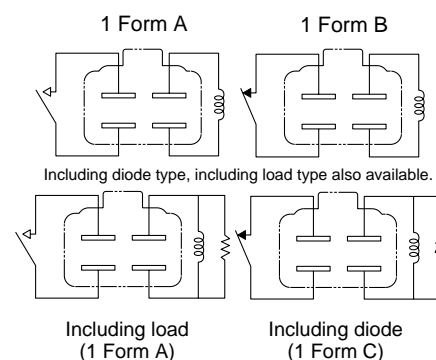 1 Form A
1 Form B
Including diode type, including load type also available.
Including load
(1 Form A)
Including diode
(1 Form C)